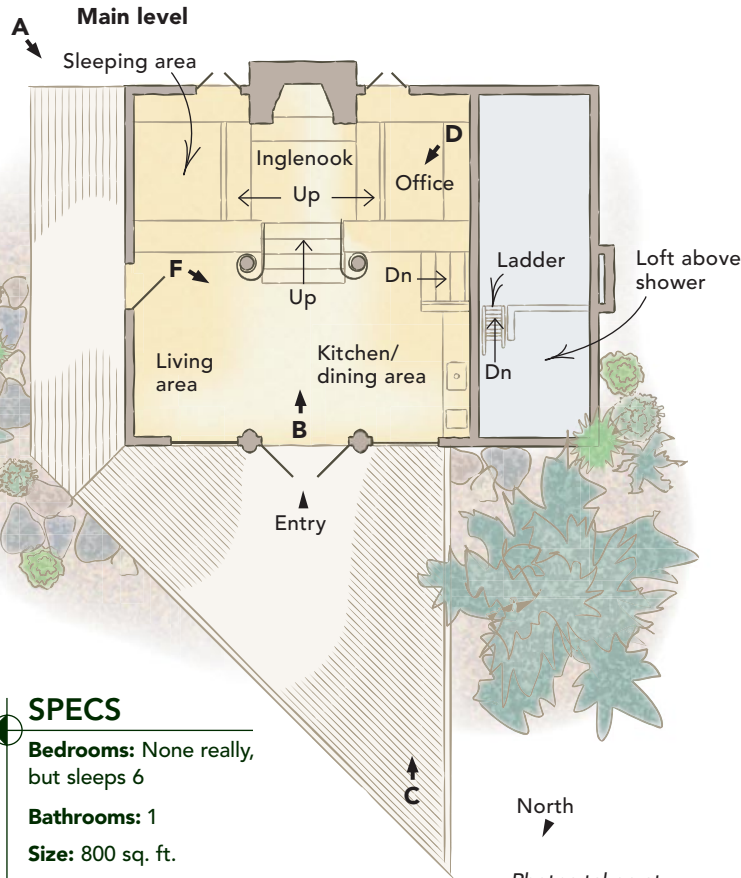 Main level
A
Sleeping area
D
Inglenook
Office
Up
F
Dn
Ladder
Loft above
shower
Up
Living
area
Kitchen/
dining area
Dn
B
Entry
C
SPECS
Bedrooms: None really,
but sleeps 6
Bathrooms: 1
Size: 800 sq. ft.
North